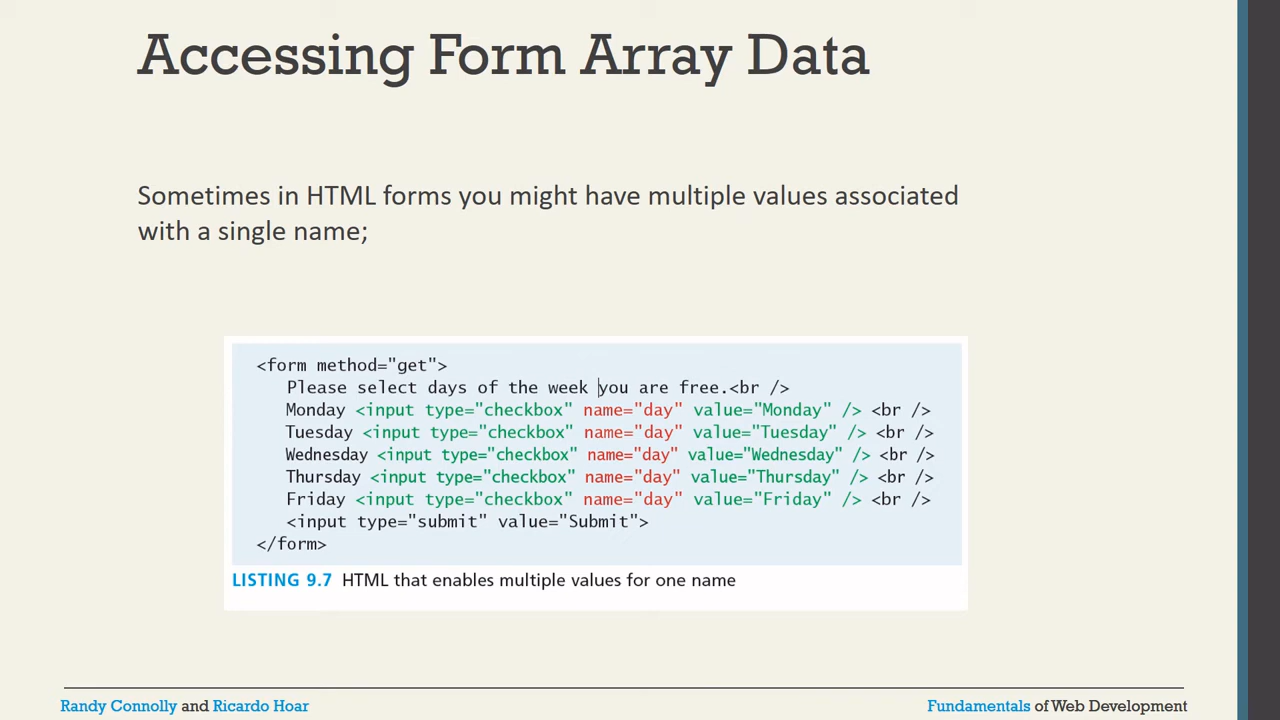 Accessing Form Array Data
Sometimes in HTML forms you might have multiple values associated
with a single name;
<form method="get">
Please select days of the week you are free.<br />
Monday <input type="checkbox" name="day" value="Monday" /> <br />
Tuesday <input type="checkbox" name="day" value="Tuesday" /> <br />
Wednesday <input type="checkbox" name="day" value="Wednesday" /> <br />
Thursday <input type="checkbox" name="day" value="Thursday" /> <br />
Friday <input type="checkbox" name="day" value="Friday" /> <br />
<input type="submit" value="Submit">
</form>
LISTING 9.7 HTML that enables multiple values for one name
Randy Connolly and Ricardo Hoar
Fundamentals of Web Development